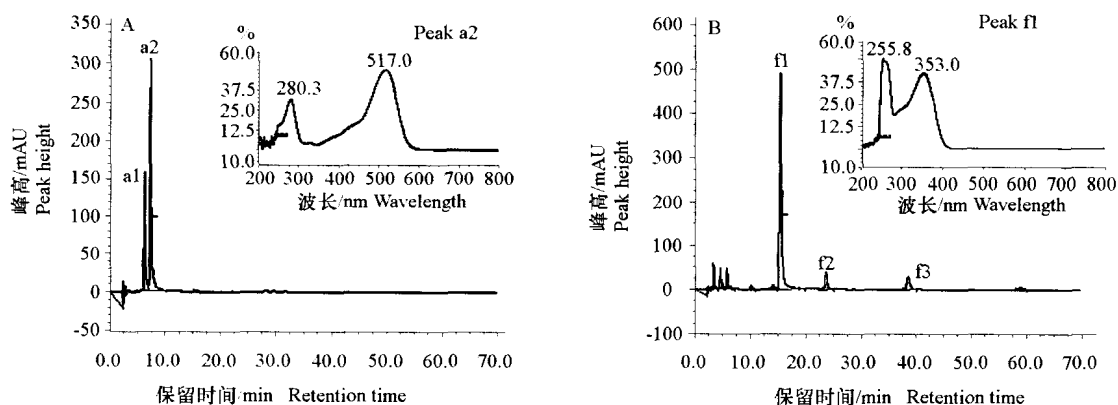 A
350
300
250
200
150
100
50
0
-50
峰高/mAU
Peak height
a1
a2
0.0 10.0 20.0 30.0 40.0 50.0 60.0 70.0
保留时间/min Retention time
%
Peak a2
60.0
37.5
25.0
12.5
10.0
280.3
517.0
200 300 400 500 600 700 800
波长/nm Wavelength
B
600
500
400
300
200
100
0
-100
峰高/mAU
Peak height
f1
f2
f3
0.0 10.0 20.0 30.0 40.0 50.0 60.0 70.0
保留时间/min Retention time
%
Peak f1
60.0
37.5
25.0
12.5
10.0
255.8
353.0
200 300 400 500 600 700 800
波长/nm Wavelength